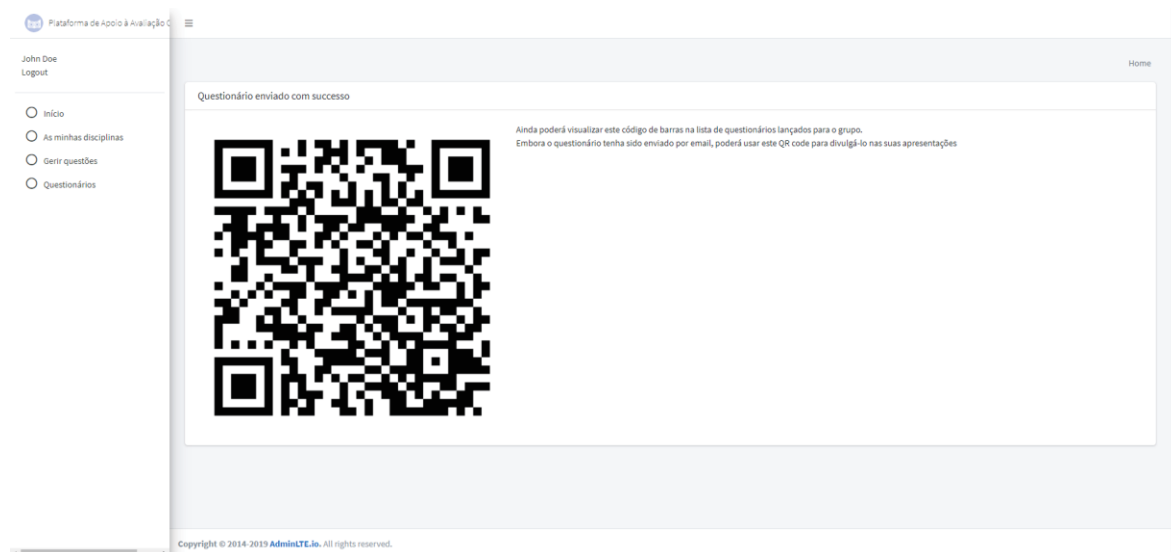 Plataforma de Apoio à Avaliação
John Doe
Logout
Início
As minhas disciplinas
Gerir questões
Questionários
Home
Questionário enviado com successo
Ainda poderá visualizar este código de barras na lista de questionários lançados para o grupo.
Embora o questionário tenha sido enviado por email, poderá usar este QR code para divulgá-lo nas suas apresentações
Copyright © 2014-2019 AdminLTE.io. All rights reserved.